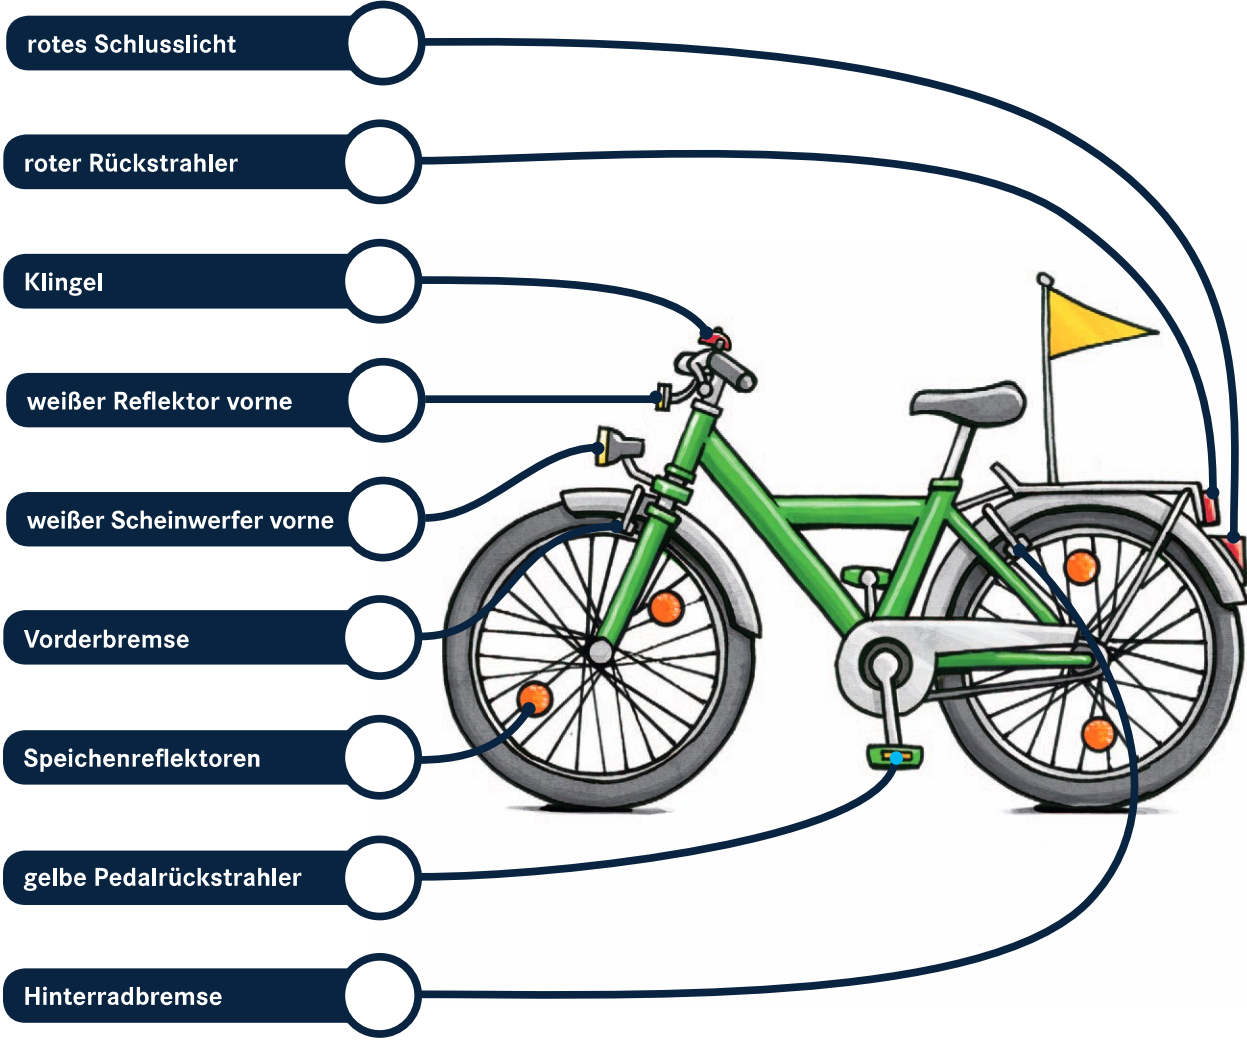 rotes Schlusslicht
roter Rückstrahler
Klingel
weißer Reflektor vorne
weißer Scheinwerfer vorne
Vorderbremse
Speichenreflektoren
gelbe Pedalrückstrahler
Hinterradbremse